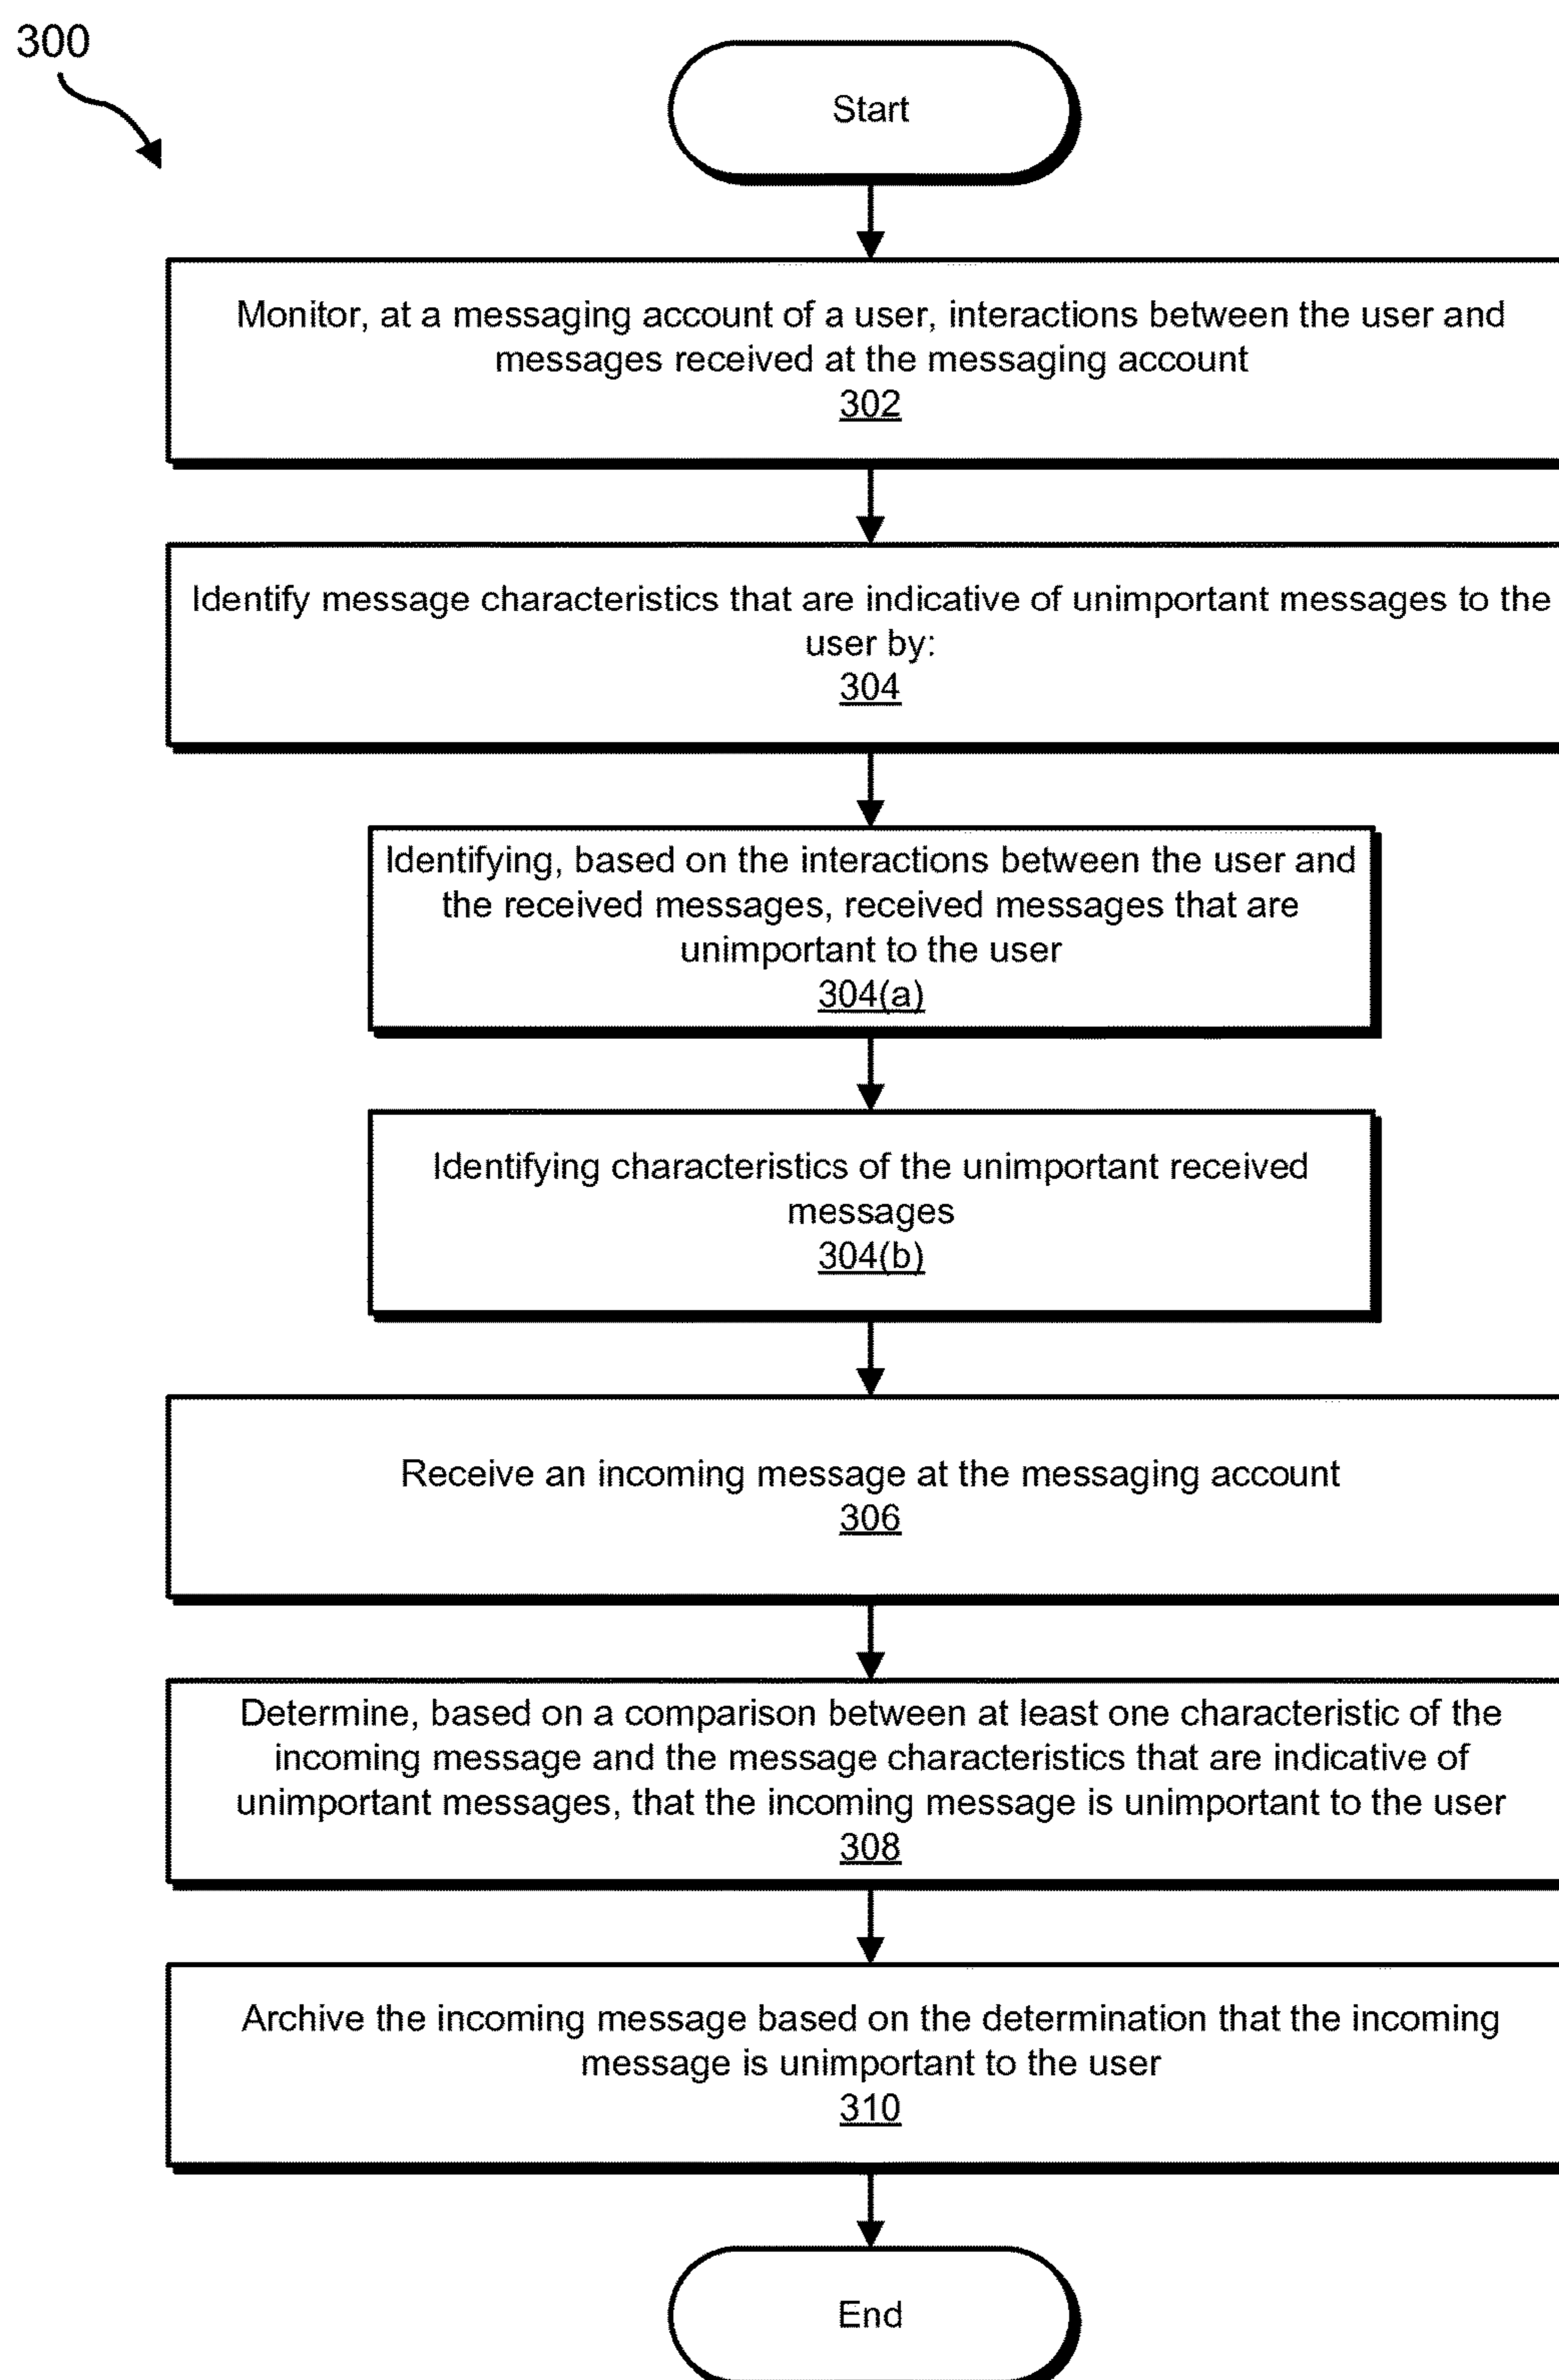 300
Start
Monitor, at a messaging account of a user, interactions between the user and
messages received at the messaging account
302
Identify message characteristics that are indicative of unimportant messages to the
user by:
304
Identifying, based on the interactions between the user and
the received messages, received messages that are
unimportant to the user
304(a)
Identifying characteristics of the unimportant received
messages
304(b)
Receive an incoming message at the messaging account
306
Determine, based on a comparison between at least one characteristic of the
incoming message and the message characteristics that are indicative of
unimportant messages, that the incoming message is unimportant to the user
308
Archive the incoming message based on the determination that the incoming
message is unimportant to the user
310
End